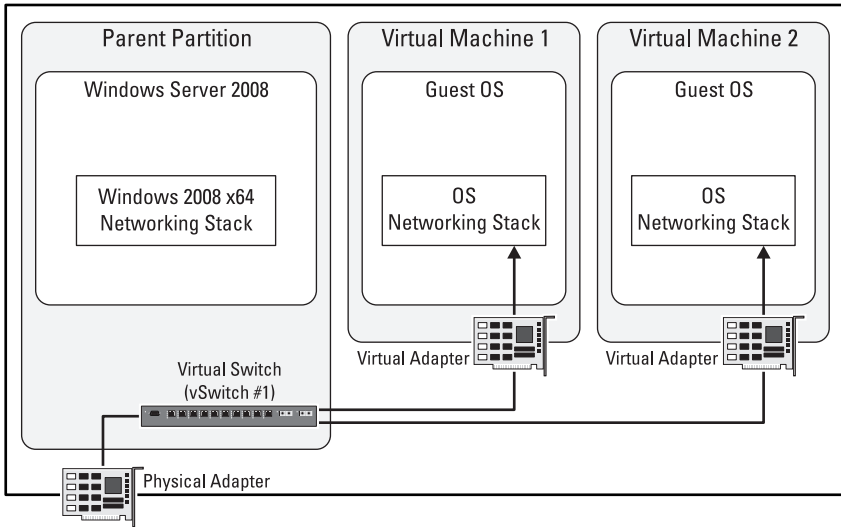 Parent Partition
Windows Server 2008
Windows 2008 x64
Networking Stack
Virtual Switch
(vSwitch #1)
Physical Adapter
Virtual Machine 1
Guest OS
OS
Networking Stack
Virtual Adapter
Virtual Machine 2
Guest OS
OS
Networking Stack
Virtual Adapter